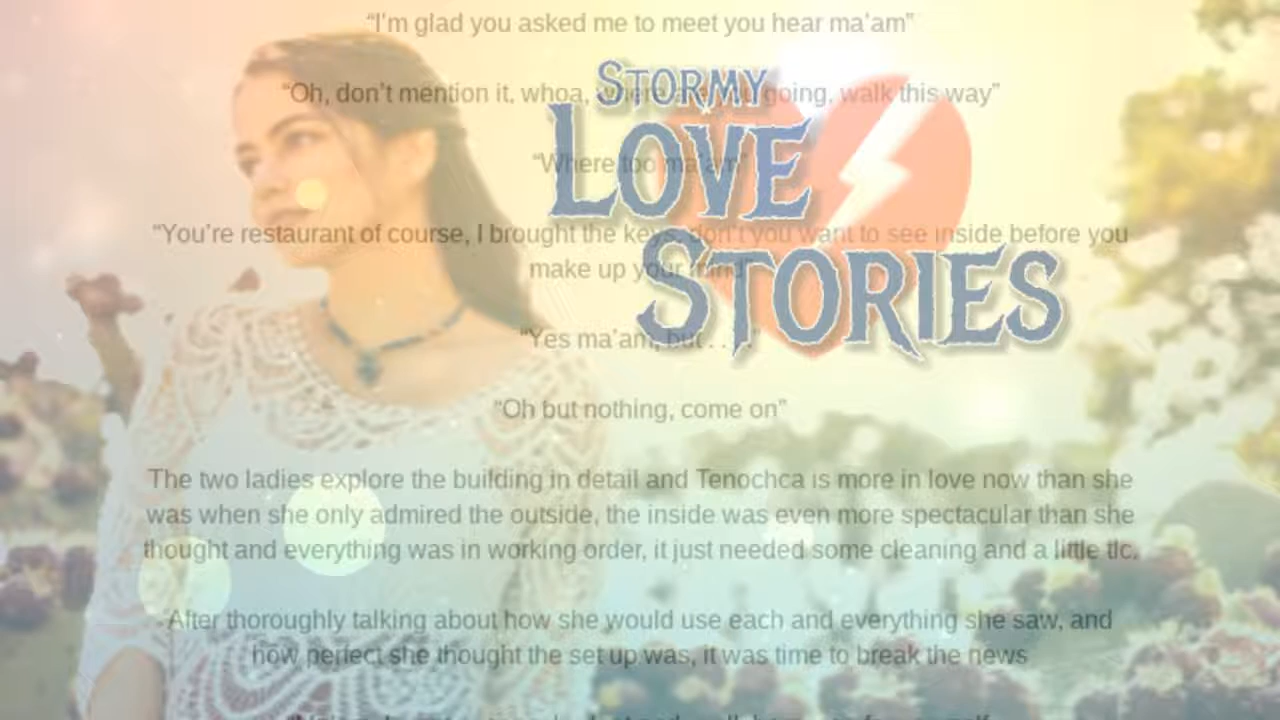 “I’m glad you asked me to meet you hear ma’am”
“Oh, don’t mention it, whoa, where are you going, walk this way”
STORMY
LOVE
STORIES
“Where too ma’am”
“You’re restaurant of course, I brought the keys, don’t you want to see inside before you
make up your mind”
“Yes ma’am, but . . .”
“Oh but nothing, come on”
The two ladies explore the building in detail and Tenochca is more in love now than she
was when she only admired the outside, the inside was even more spectacular than she
thought and everything was in working order, it just needed some cleaning and a little tlc.
After thoroughly talking about how she would use each and everything she saw, and
how perfect she thought the set up was, it was time to break the news